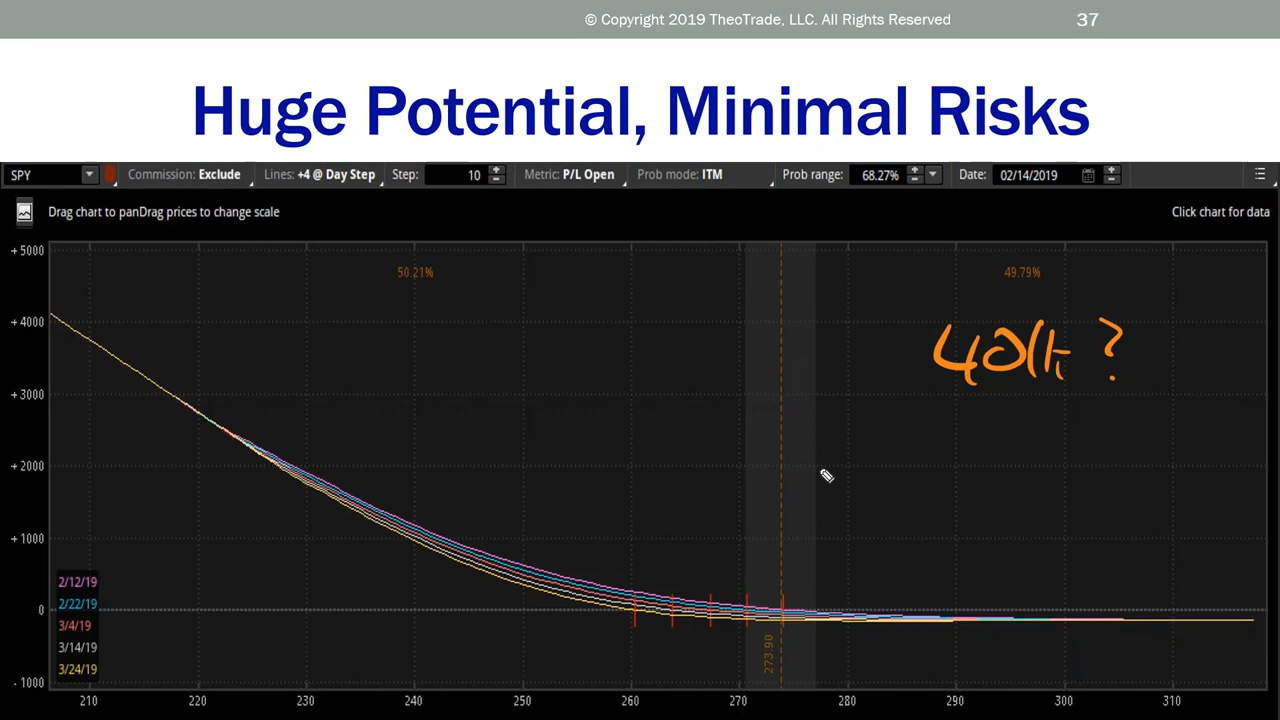 © Copyright 2019 TheoTrade, LLC. All Rights Reserved 37
Huge Potential, Minimal Risks
SPY Commission: Exclude Lines: +4 @ Day Step Step: 10 Metric: P/L Open Prob mode: ITM Prob range: 68.27% Date: 02/14/2019
Drag chart to panDrag prices to change scale Click chart for data
+ 5000
50.21% 49.79%
+ 4000
+ 3000
+ 2000
+ 1000
0
- 1000
401k ?
2/12/19
2/22/19
3/4/19
3/14/19
3/24/19
273.90
210 220 230 240 250 260 270 280 290 300 310